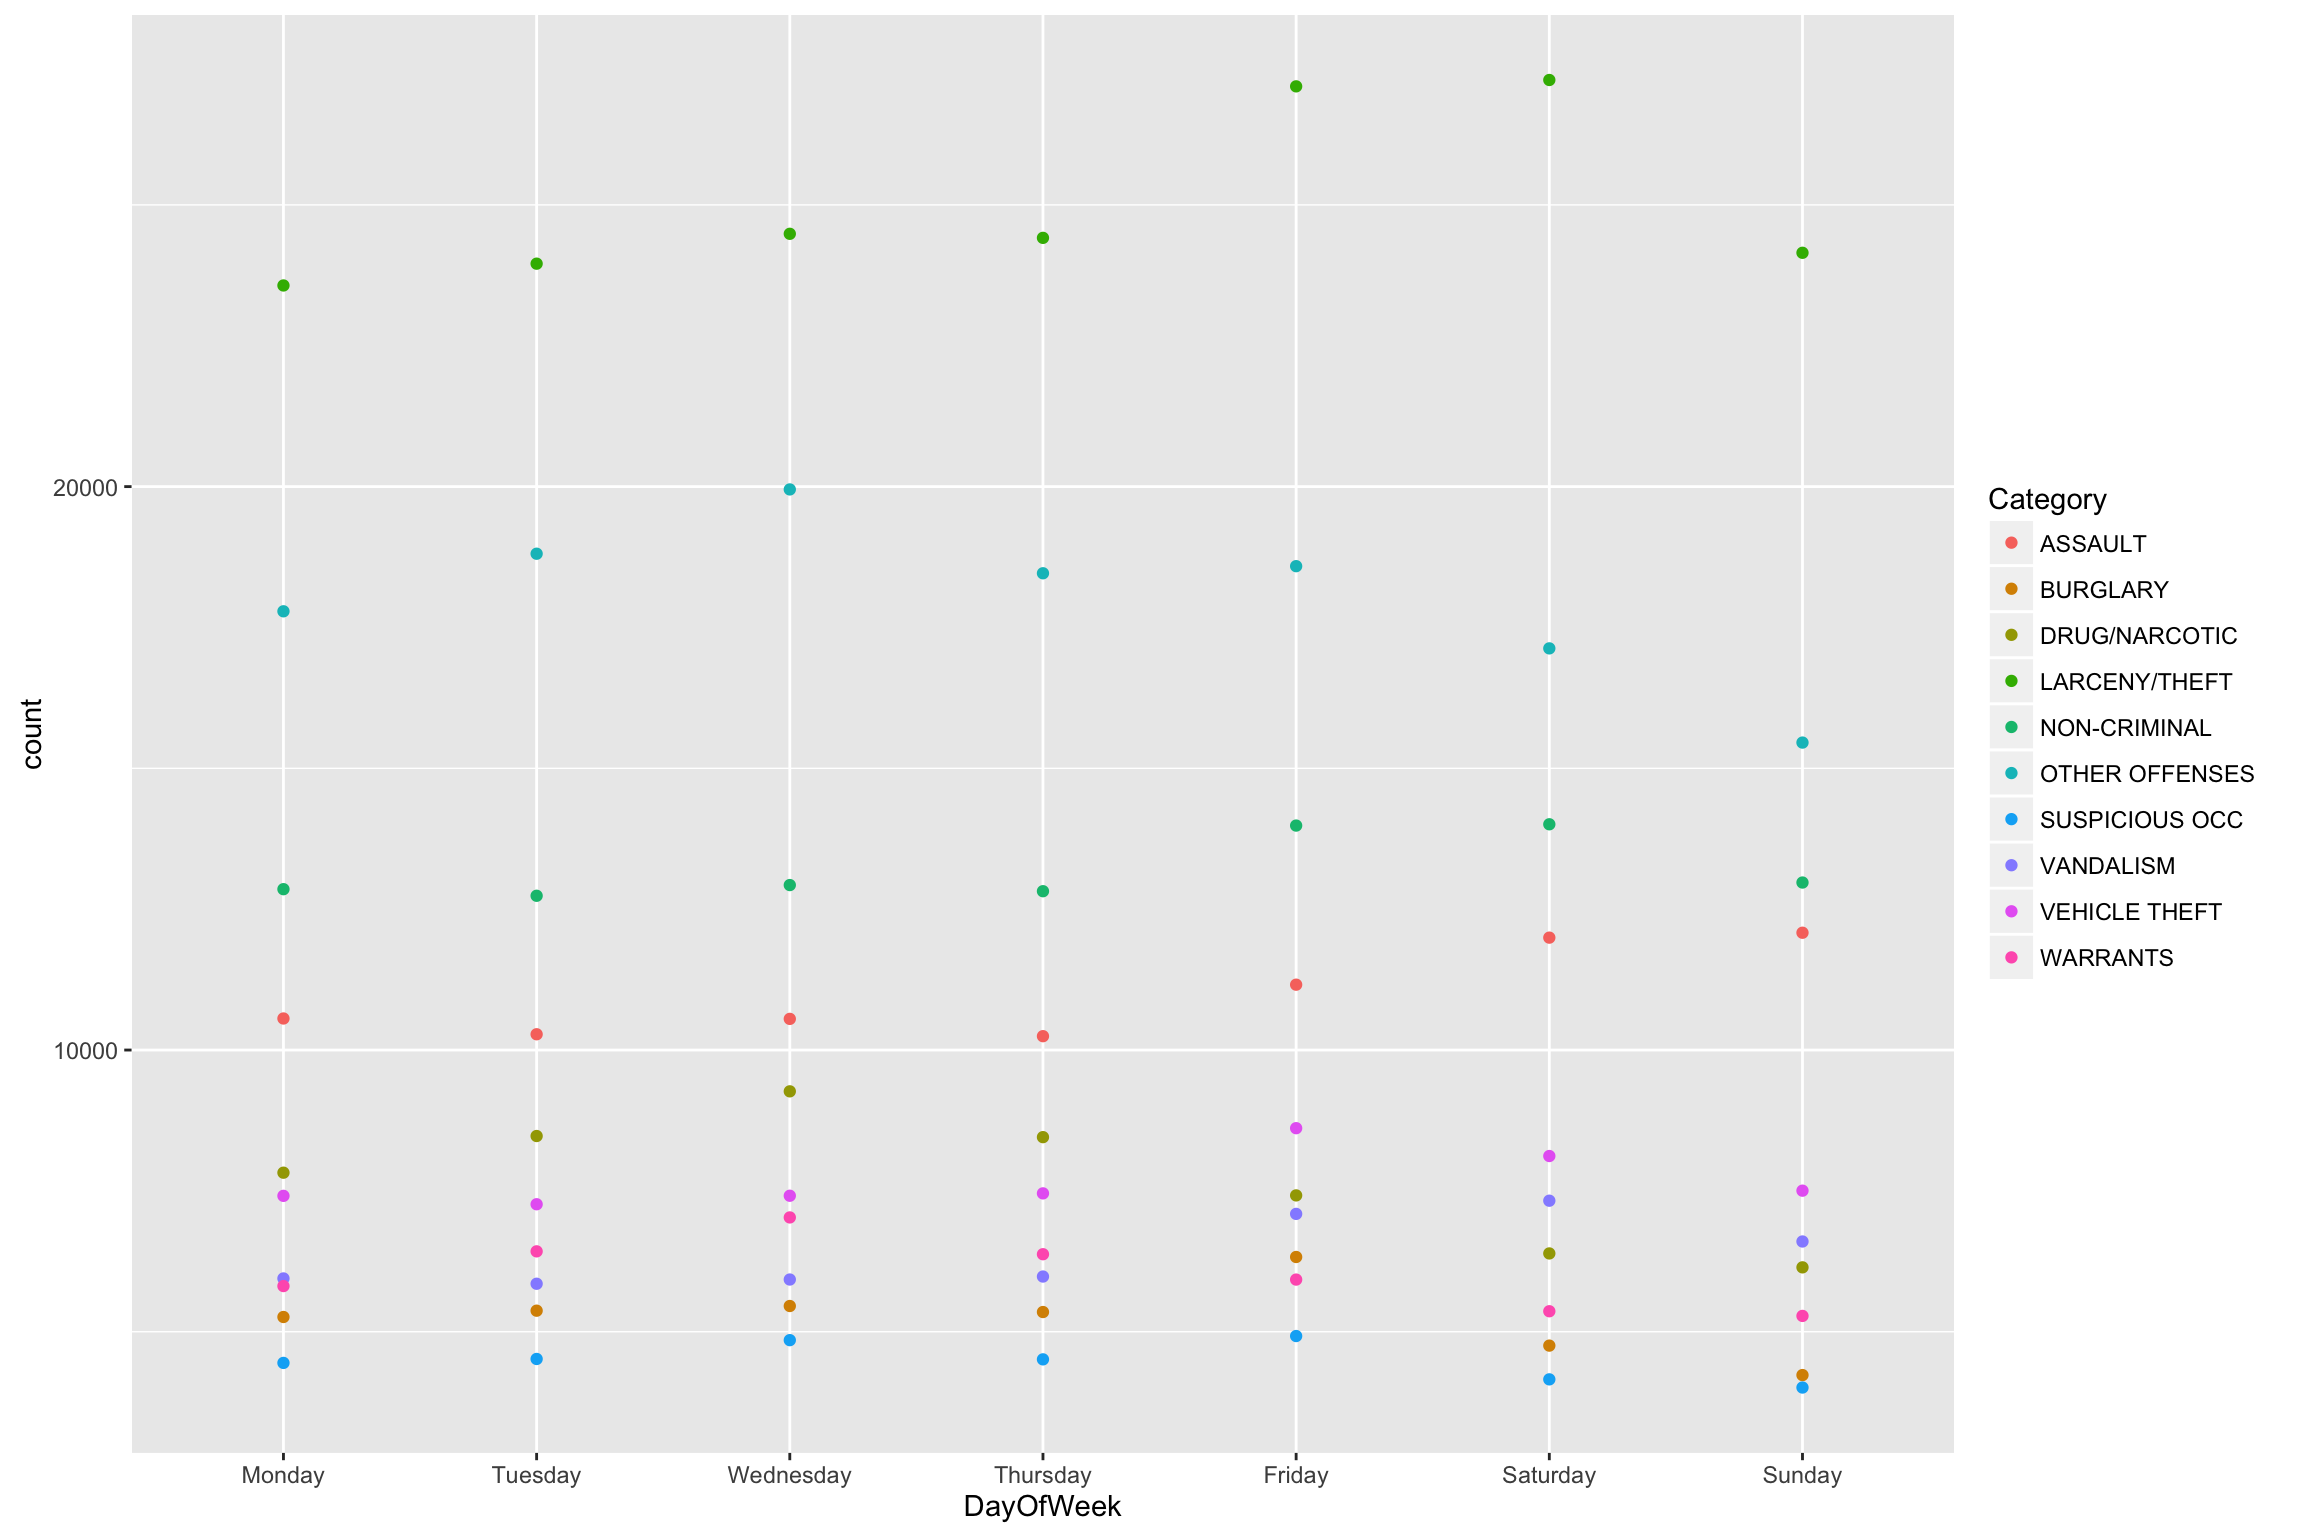 20000
10000
count
Monday Tuesday Wednesday Thursday Friday Saturday Sunday
DayOfWeek
Category
ASSAULT
BURGLARY
DRUG/NARCOTIC
LARCENY/THEFT
NON-CRIMINAL
OTHER OFFENSES
SUSPICIOUS OCC
VANDALISM
VEHICLE THEFT
WARRANTS